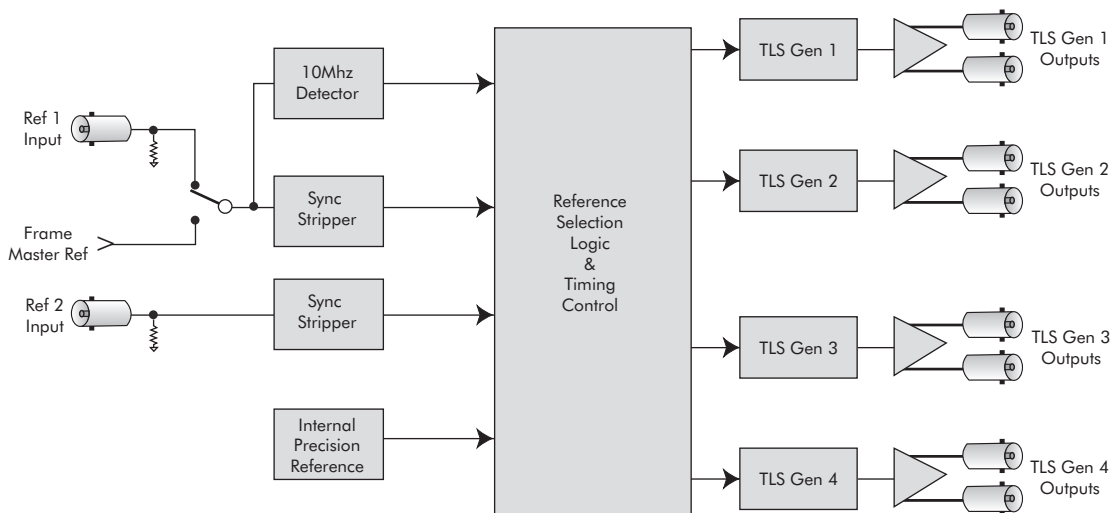 Ref 1
Input
Frame
Master Ref
Ref 2
Input
10Mhz
Detector
Sync
Stripper
Sync
Stripper
Internal
Precision
Reference
Reference
Selection
Logic
&
Timing
Control
TLS Gen 1
TLS Gen 1
Outputs
TLS Gen 2
TLS Gen 2
Outputs
TLS Gen 3
TLS Gen 3
Outputs
TLS Gen 4
TLS Gen 4
Outputs